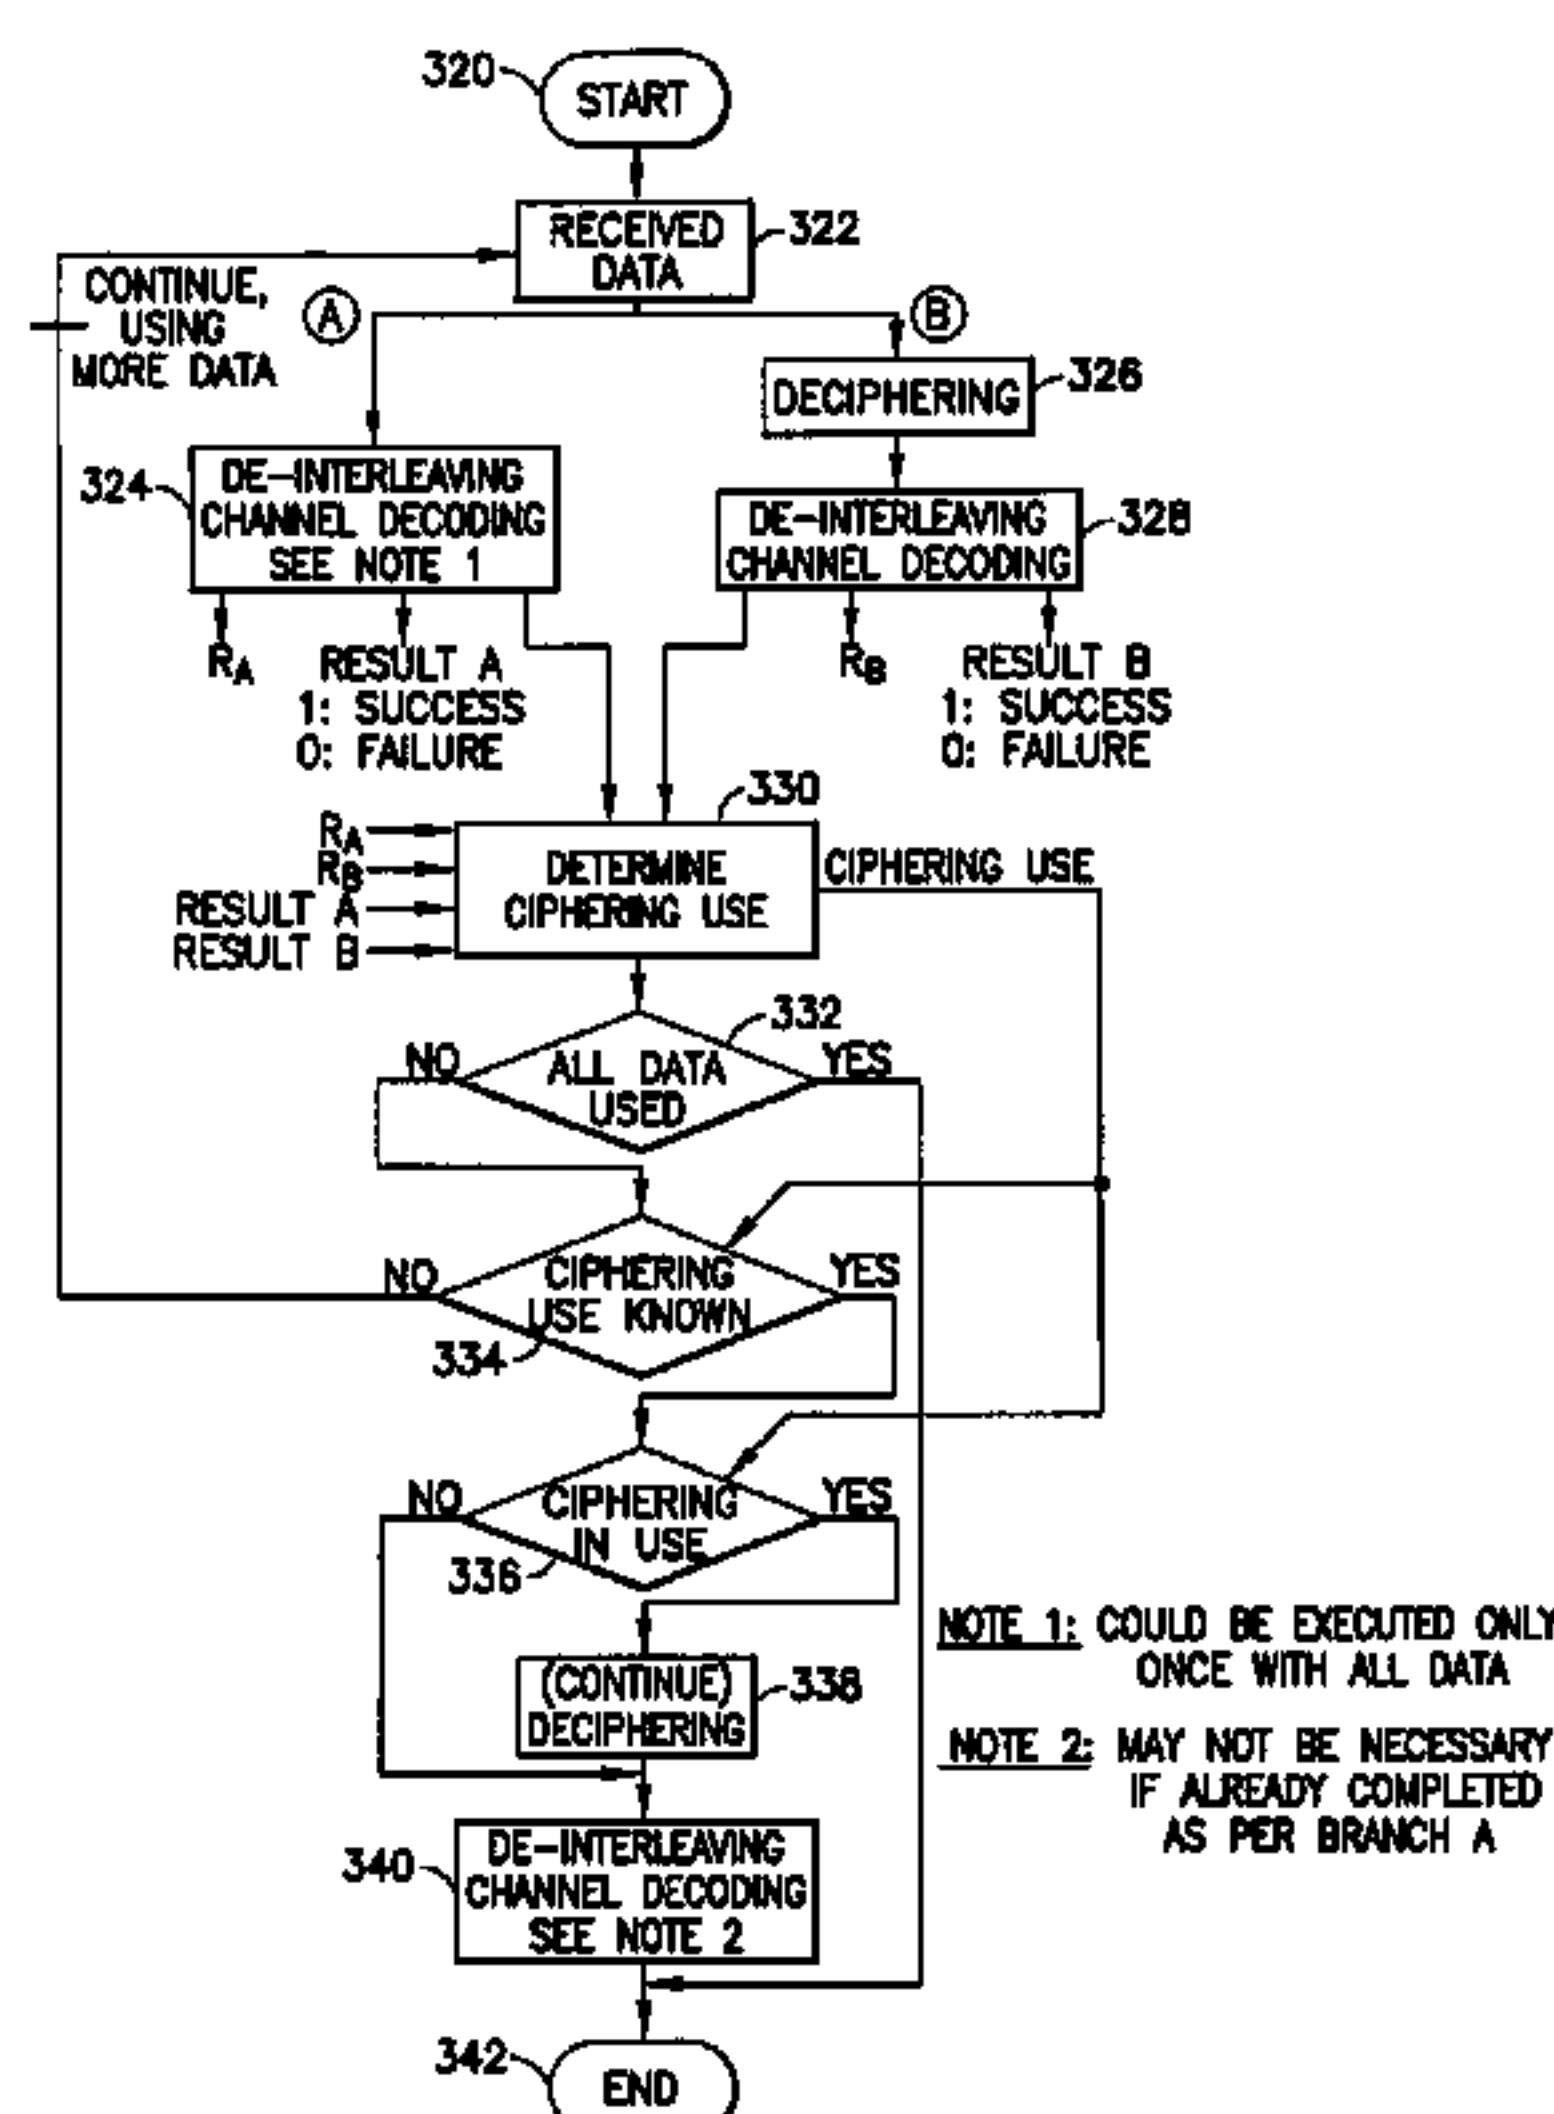 320
START
RECEIVED
DATA
322
CONTINUE,
USING
MORE DATA
A
B
DECIPHERING
326
324
DE-INTERLEAVING
CHANNEL DECODING
SEE NOTE 1
DE-INTERLEAVING
CHANNEL DECODING
328
RA
RESULT A
1: SUCCESS
0: FAILURE
RB
RESULT B
1: SUCCESS
0: FAILURE
330
RA
RB
RESULT A
RESULT B
DETERMINE
CIPHERING USE
CIPHERING USE
332
NO
ALL DATA
USED
YES
NO
CIPHERING
USE KNOWN
YES
334
NO
CIPHERING
IN USE
YES
336
(CONTINUE)
DECIPHERING
338
NOTE 1: COULD BE EXECUTED ONLY
ONCE WITH ALL DATA
NOTE 2: MAY NOT BE NECESSARY
IF ALREADY COMPLETED
AS PER BRANCH A
340
DE-INTERLEAVING
CHANNEL DECODING
SEE NOTE 2
342
END